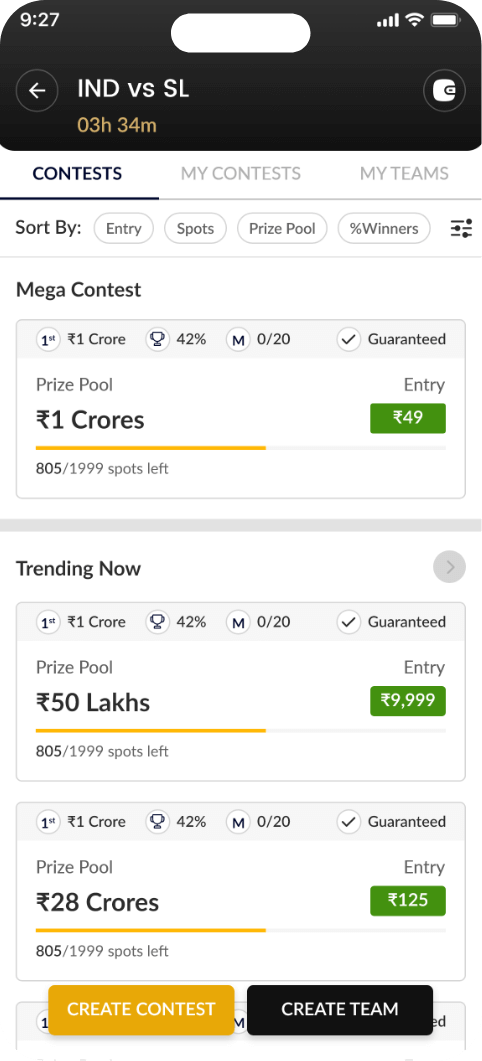 9:27
IND vs SL
03h 34m
CONTESTS MY CONTESTS MY TEAMS
Sort By: Entry Spots Prize Pool %Winners
Mega Contest
1st ₹1 Crore 42% M 0/20 Guaranteed
Prize Pool Entry
₹1 Crores ₹49
805/1999 spots left
Trending Now
1st ₹1 Crore 42% M 0/20 Guaranteed
Prize Pool Entry
₹50 Lakhs ₹9,999
805/1999 spots left
1st ₹1 Crore 42% M 0/20 Guaranteed
Prize Pool Entry
₹28 Crores ₹125
805/1999 spots left
CREATE CONTEST CREATE TEAM